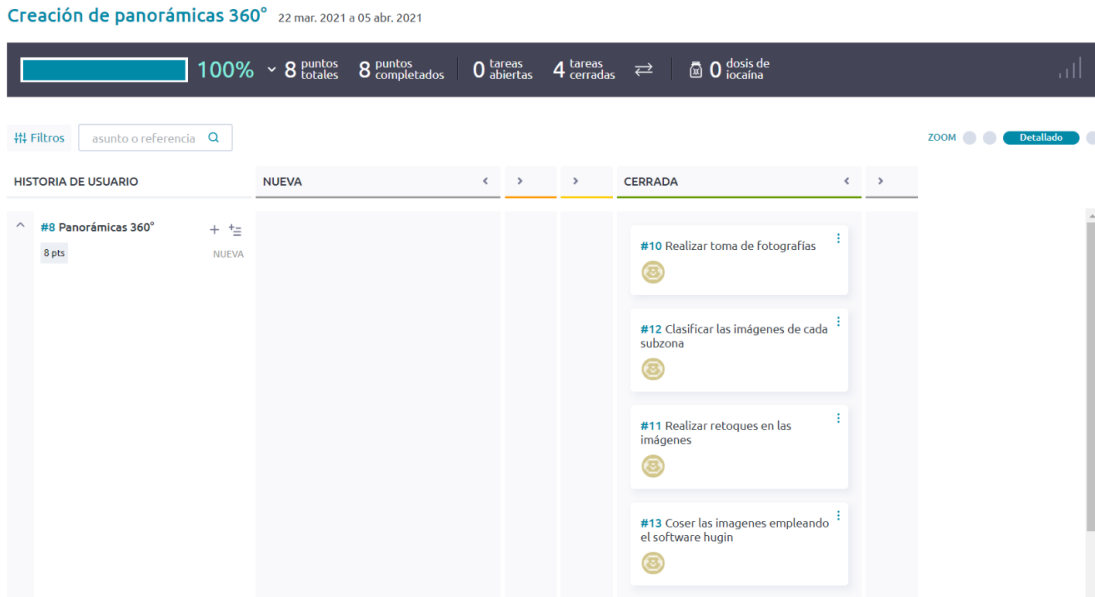 Creación de panorámicas 360° 22 mar. 2021 a 05 abr. 2021
100% 8 puntos totales 8 puntos completados 0 tareas abiertas 4 tareas cerradas 0 dosis de iocaína
Filtros asunto o referencia ZOOM Detallado
HISTORIA DE USUARIO NUEVA CERRADA
#8 Panorámicas 360°
8 pts NUEVA
#10 Realizar toma de fotografías
#12 Clasificar las imágenes de cada
subzona
#11 Realizar retoques en las
imágenes
#13 Coser las imagenes empleando
el software hugin